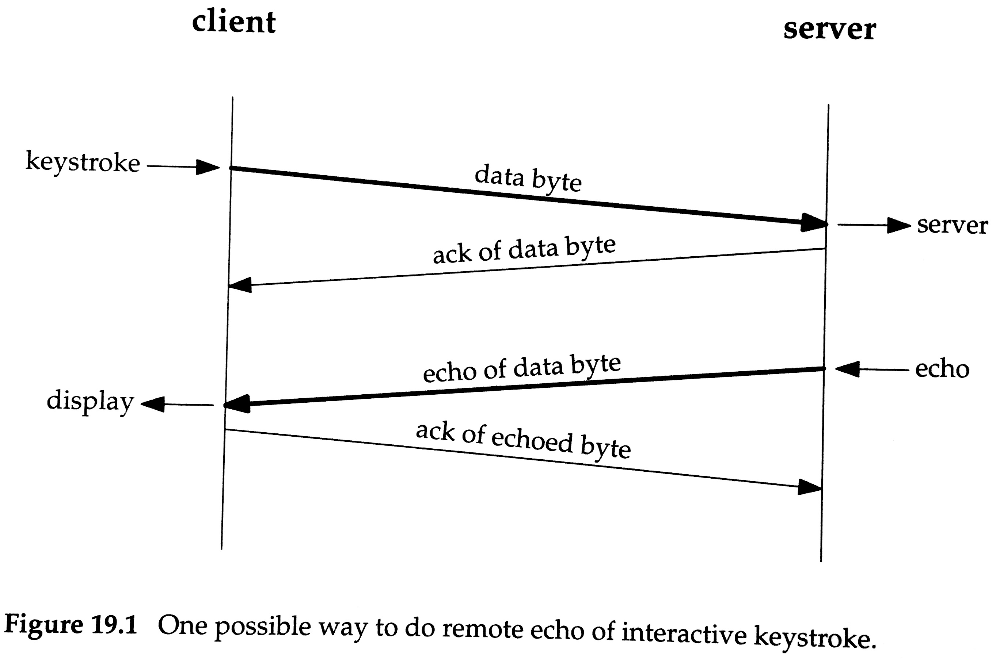 client
server
keystroke
data byte
server
ack of data byte
echo of data byte
echo
display
ack of echoed byte
Figure 19.1 One possible way to do remote echo of interactive keystroke.